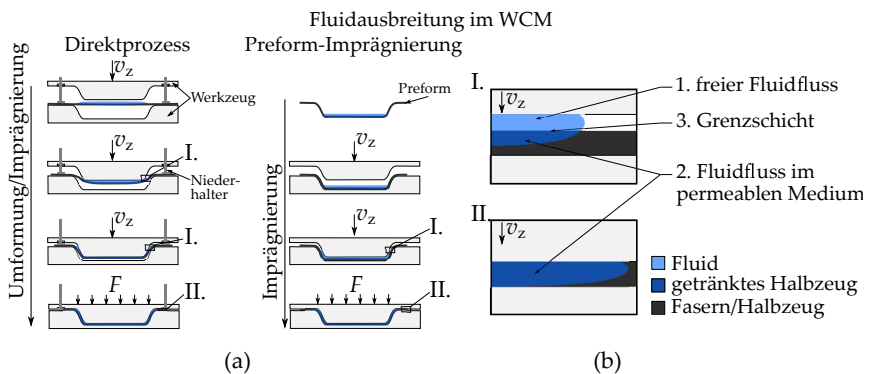 Fluidausbreitung im WCM
Direktprozess
Preform-Imprägnierung
v_z
Werkzeug
Umformung/Imprägnierung
v_z
I.
Nieder-
halter
v_z
I.
F
II.
Preform
Imprägnierung
v_z
v_z
I.
F
II.
(a)
I.
v_z
1. freier Fluidfluss
3. Grenzschicht
2. Fluidfluss im
permeablen Medium
II.
v_z
Fluid
getränktes Halbzeug
Fasern/Halbzeug
(b)